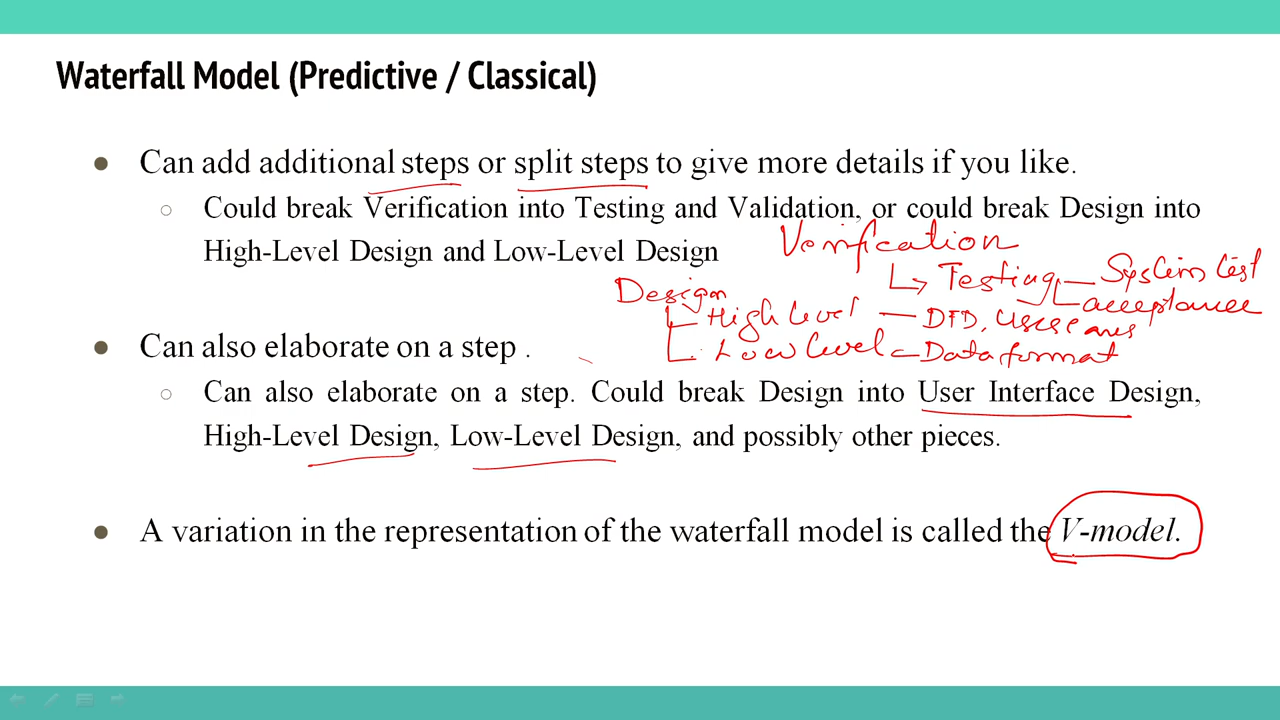 Waterfall Model (Predictive / Classical)
● Can add additional steps or split steps to give more details if you like.
○ Could break Verification into Testing and Validation, or could break Design into
High-Level Design and Low-Level Design
Verification
↳ Testing — System test
acceptance
Design
High Level — DFD, Usecases
Low level — Data format
● Can also elaborate on a step .
○ Can also elaborate on a step. Could break Design into User Interface Design,
High-Level Design, Low-Level Design, and possibly other pieces.
● A variation in the representation of the waterfall model is called the V-model.